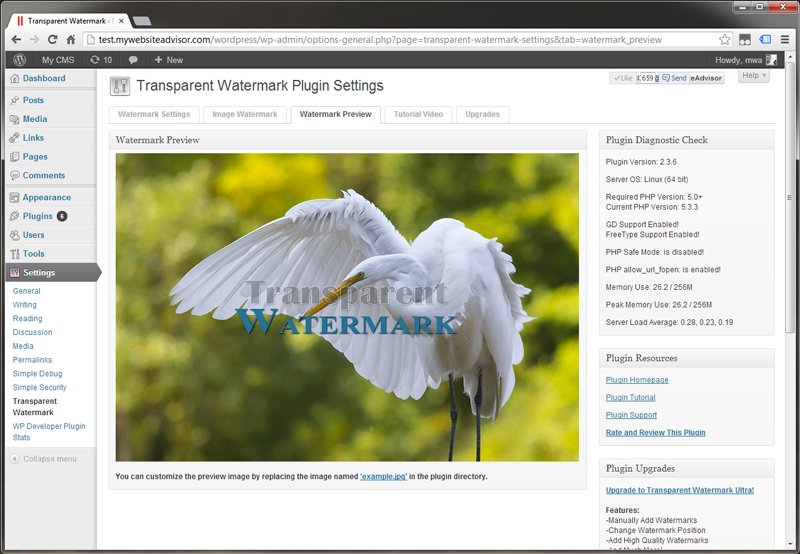 Transparent Watermark ‹ M
test.mywebsiteadvisor.com/wordpress/wp-admin/options-general.php?page=transparent-watermark-settings&tab=watermark_preview
My CMS 10 + New Howdy, mwa
Help
Dashboard
Posts
Media
Links
Pages
Comments
Appearance
Plugins 6
Users
Tools
Settings
General
Writing
Reading
Discussion
Media
Permalinks
Simple Debug
Simple Security
Transparent
Watermark
WP Developer Plugin
Stats
Collapse menu
Transparent Watermark Plugin Settings
Like 659 Send eAdvisor
Watermark Settings Image Watermark Watermark Preview Tutorial Video Upgrades
Watermark Preview
Transparent
WATERMARK
You can customize the preview image by replacing the image named 'example.jpg' in the plugin directory.
Plugin Diagnostic Check
Plugin Version: 2.3.6
Server OS: Linux (64 bit)
Required PHP Version: 5.0+
Current PHP Version: 5.3.3
GD Support Enabled!
FreeType Support Enabled!
PHP Safe Mode: is disabled!
PHP allow_url_fopen: is enabled!
Memory Use: 26.2 / 256M
Peak Memory Use: 26.2 / 256M
Server Load Average: 0.28, 0.23, 0.19
Plugin Resources
Plugin Homepage
Plugin Tutorial
Plugin Support
Rate and Review This Plugin
Plugin Upgrades
Upgrade to Transparent Watermark Ultra!
Features:
-Manually Add Watermarks
-Change Watermark Position
-Add High Quality Watermarks
-And Much More!